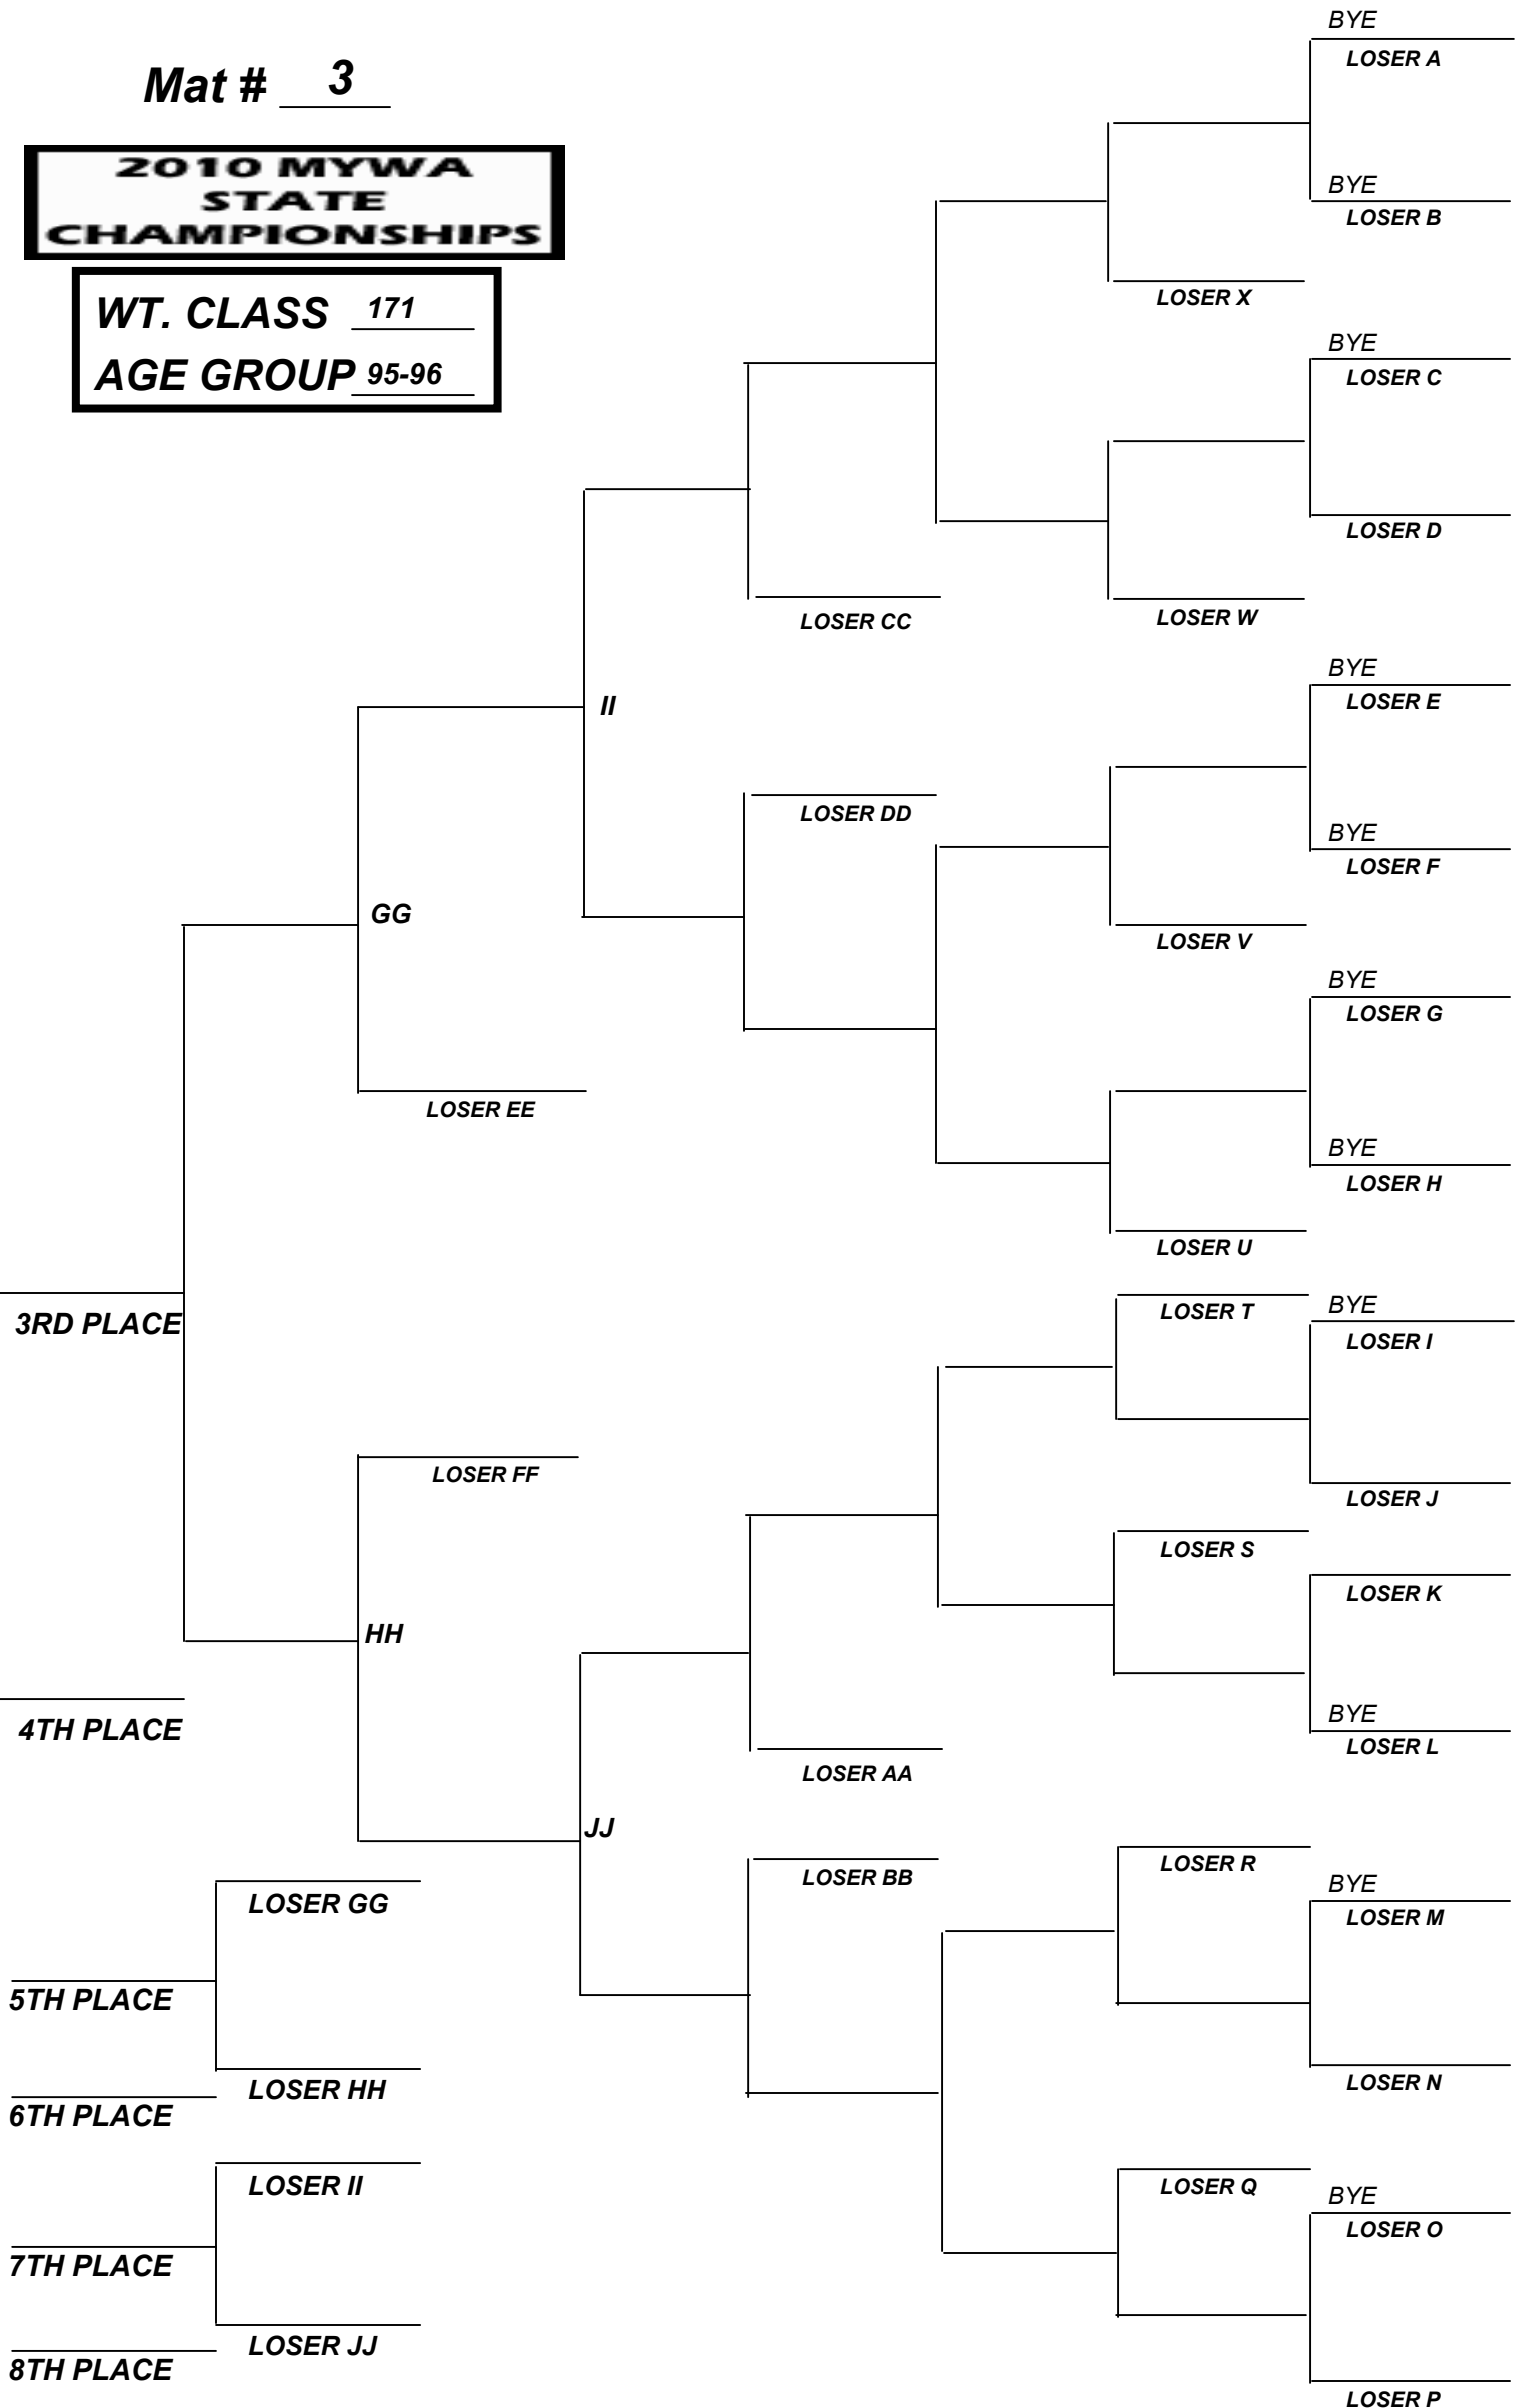 Mat # 3
2010 MYWA
STATE
CHAMPIONSHIPS
WT. CLASS 171
AGE GROUP 95-96
BYE
LOSER A
BYE
LOSER B
LOSER X
BYE
LOSER C
LOSER D
LOSER CC
LOSER W
BYE
LOSER E
II
LOSER DD
BYE
LOSER F
GG
LOSER V
BYE
LOSER G
LOSER EE
BYE
LOSER H
LOSER U
3RD PLACE
LOSER T
BYE
LOSER I
LOSER FF
LOSER J
LOSER S
LOSER K
HH
4TH PLACE
BYE
LOSER L
LOSER AA
JJ
LOSER BB
LOSER R
BYE
LOSER M
LOSER GG
5TH PLACE
LOSER HH
LOSER N
6TH PLACE
LOSER II
LOSER Q
BYE
LOSER O
7TH PLACE
LOSER JJ
8TH PLACE
LOSER P